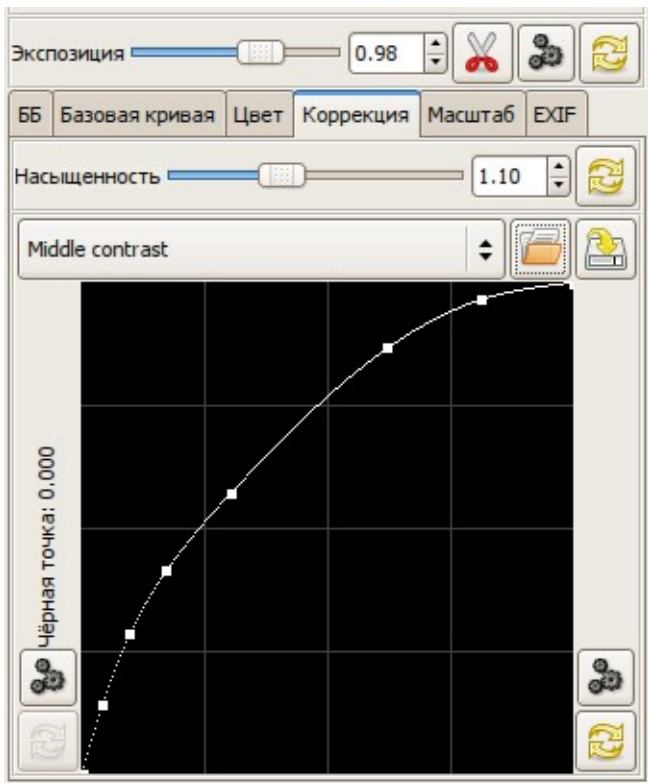 Экспозиция 0.98
ББ Базовая кривая Цвет Коррекция Масштаб EXIF
Насыщенность 1.10
Middle contrast
Чёрная точка: 0.000